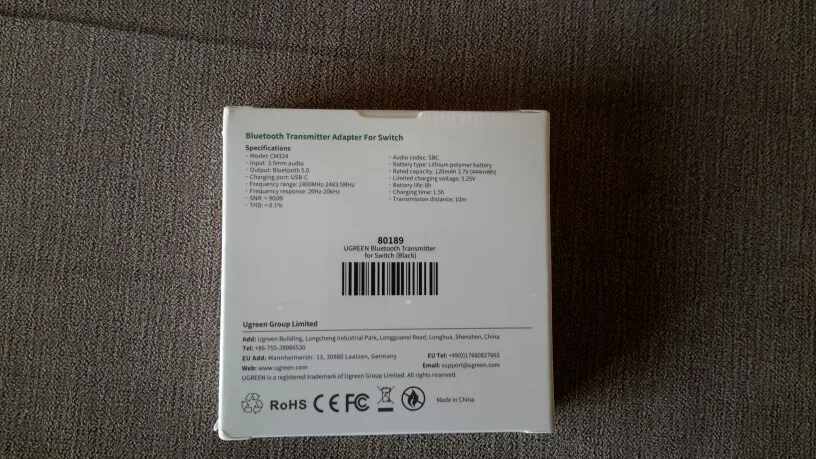 Bluetooth Transmitter Adapter For Switch
Specifications
- Model: CM324
- Input: 3.5mm audio
- Output: Bluetooth 5.0
- Charging port: USB-C
- Frequency range: 2400MHz-2483.5MHz
- Frequency response: 20Hz-20kHz
- SNR: > 90dB
- THD: < 0.1%
- Audio codec: SBC
- Battery type: Lithium polymer battery
- Rated capacity: 120mAh 3.7V (444mWh)
- Limited charging voltage: 5.25V
- Battery life: 6h
- Charging time: 1.5h
- Transmission distance: 10m
80189
UGREEN Bluetooth Transmitter
for Switch (Black)
Ugreen Group Limited
Add: Ugreen Building, Longcheng Industrial Park, Longguanxi Road, Longhua, Shenzhen, China
Tel: +86-755-28066530
EU Add: Mannheimerstr. 13, 30880 Laatzen, Germany
EU Tel: +49(0)17660827603
Web: www.ugreen.com
Email: support@ugreen.com
UGREEN is a registered trademark of Ugreen Group Limited. All rights reserved.
RoHS CE FC Made in China